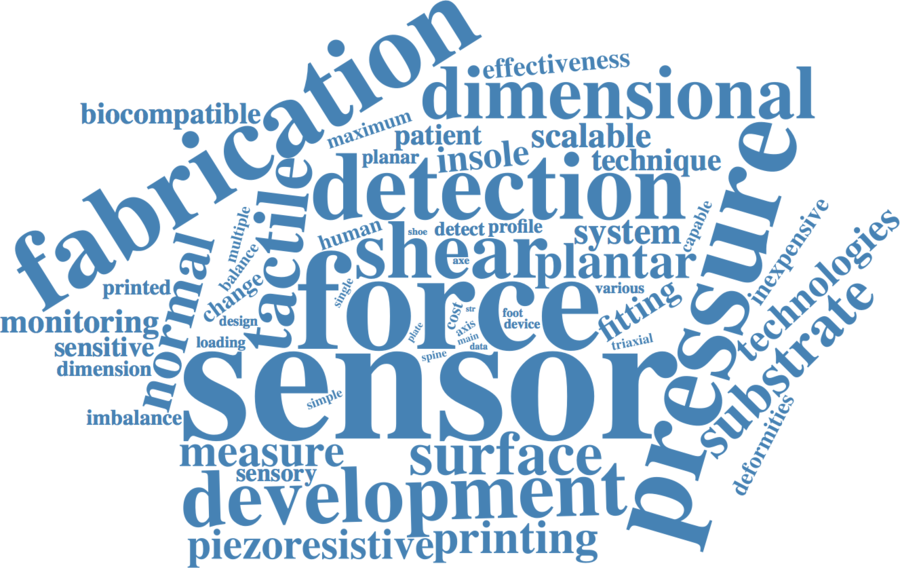 fabrication
effectiveness
dimensional
biocompatible
maximum
patient
scalable
planar
insole
technique
detection
tactile
pressure
multiple
human
shoe
detect
profile
system
capable
inexpensive
balance
shear
axe
plantar
normal
change
single
force
various
technologies
printed
fitting
substrate
monitoring
design
cost
str
foot
device
axis
plate
main
data
triaxial
sensitive
loading
spine
dimension
sensor
simple
imbalance
deformities
measure
surface
sensory
development
piezoresistive
printing